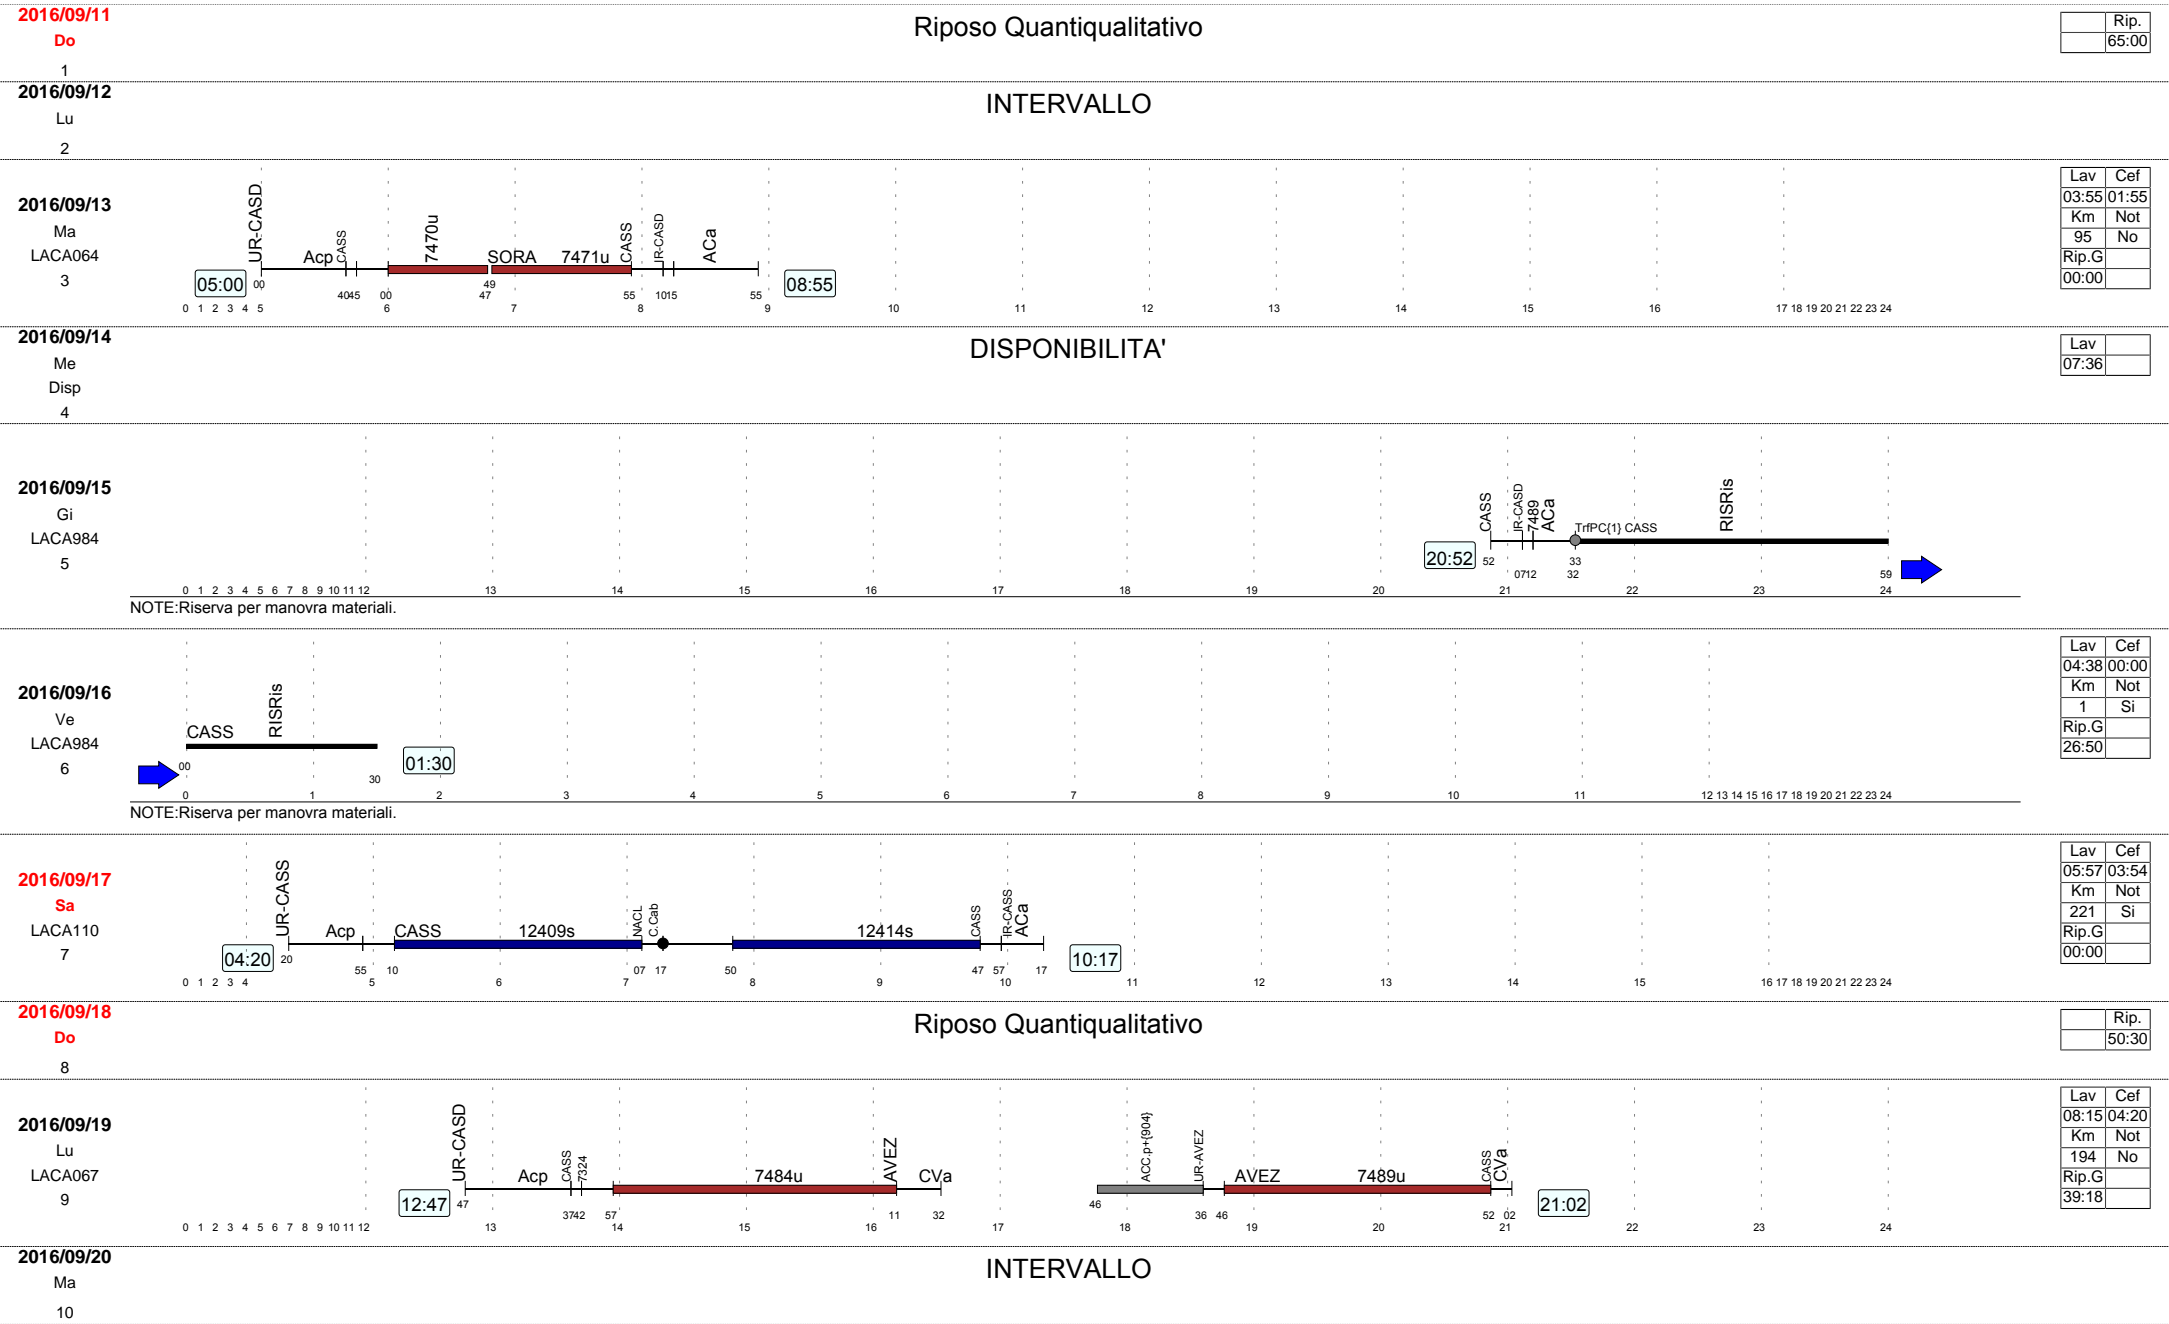 2016/09/11
Do
1
Riposo Quantiqualitativo
Rip.
65:00
2016/09/12
Lu
2
INTERVALLO
2016/09/13
Ma
LACA064
3
05:00
UR-CASD
Acp
CASS
7470u
SORA
7471u
CASS
IR-CASD
ACa
08:55
00 40 45 00 47 49 55 10 15 55
0 1 2 3 4 5 6 7 8 9 10 11 12 13 14 15 16 17 18 19 20 21 22 23 24
Lav Cef
03:55 01:55
Km Not
95 No
Rip.G
00:00
2016/09/14
Me
Disp
4
DISPONIBILITA'
Lav
07:36
2016/09/15
Gi
LACA984
5
20:52
CASS
IR-CASD
7489
ACa
TrfPC{1} CASS
RISRis
52 07 12 32 33 59
0 1 2 3 4 5 6 7 8 9 10 11 12 13 14 15 16 17 18 19 20 21 22 23 24
NOTE:Riserva per manovra materiali.
2016/09/16
Ve
LACA984
6
CASS
RISRis
01:30
00 30
0 1 2 3 4 5 6 7 8 9 10 11 12 13 14 15 16 17 18 19 20 21 22 23 24
NOTE:Riserva per manovra materiali.
Lav Cef
04:38 00:00
Km Not
1 Si
Rip.G
26:50
2016/09/17
Sa
LACA110
7
04:20
UR-CASS
Acp
CASS
12409s
NACL
C.Cab
12414s
CASS
IR-CASS
ACa
10:17
20 55 10 07 17 50 47 57 17
0 1 2 3 4 5 6 7 8 9 10 11 12 13 14 15 16 17 18 19 20 21 22 23 24
Lav Cef
05:57 03:54
Km Not
221 Si
Rip.G
00:00
2016/09/18
Do
8
Riposo Quantiqualitativo
Rip.
50:30
2016/09/19
Lu
LACA067
9
12:47
UR-CASD
Acp
CASS
7324
7484u
AVEZ
CVa
ACC.p+{904}
UR-AVEZ
AVEZ
7489u
CASS
CVa
21:02
47 37 42 57 11 32 46 36 46 52 02
0 1 2 3 4 5 6 7 8 9 10 11 12 13 14 15 16 17 18 19 20 21 22 23 24
Lav Cef
08:15 04:20
Km Not
194 No
Rip.G
39:18
2016/09/20
Ma
10
INTERVALLO